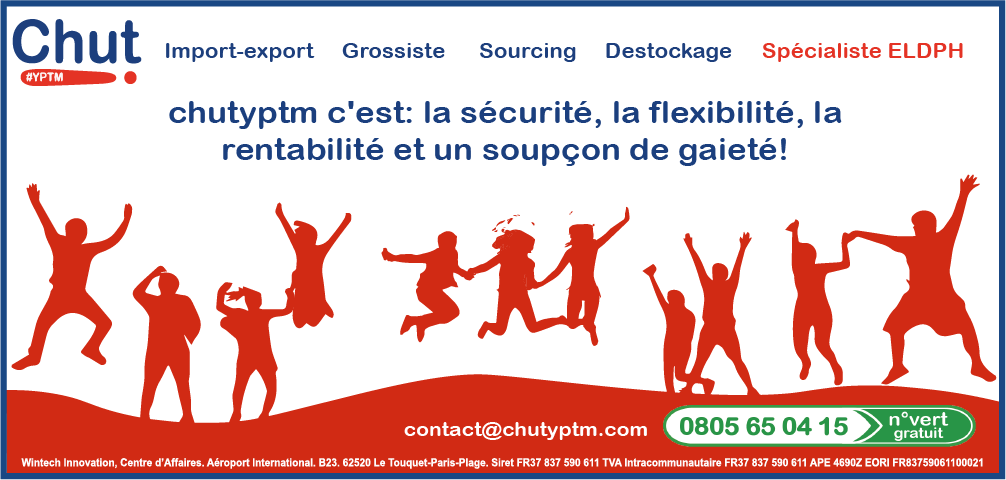 Chut
#YPTM
Import-export Grossiste Sourcing Destockage Spécialiste ELDPH
chutyptm c'est: la sécurité, la flexibilité, la
rentabilité et un soupçon de gaieté!
contact@chutyptm.com
0805 65 04 15
n°vert
gratuit
Wintech Innovation, Centre d'Affaires. Aéroport International. B23. 62520 Le Touquet-Paris-Plage. Siret FR37 837 590 611 TVA Intracommunautaire FR37 837 590 611 APE 4690Z EORI FR83759061100021